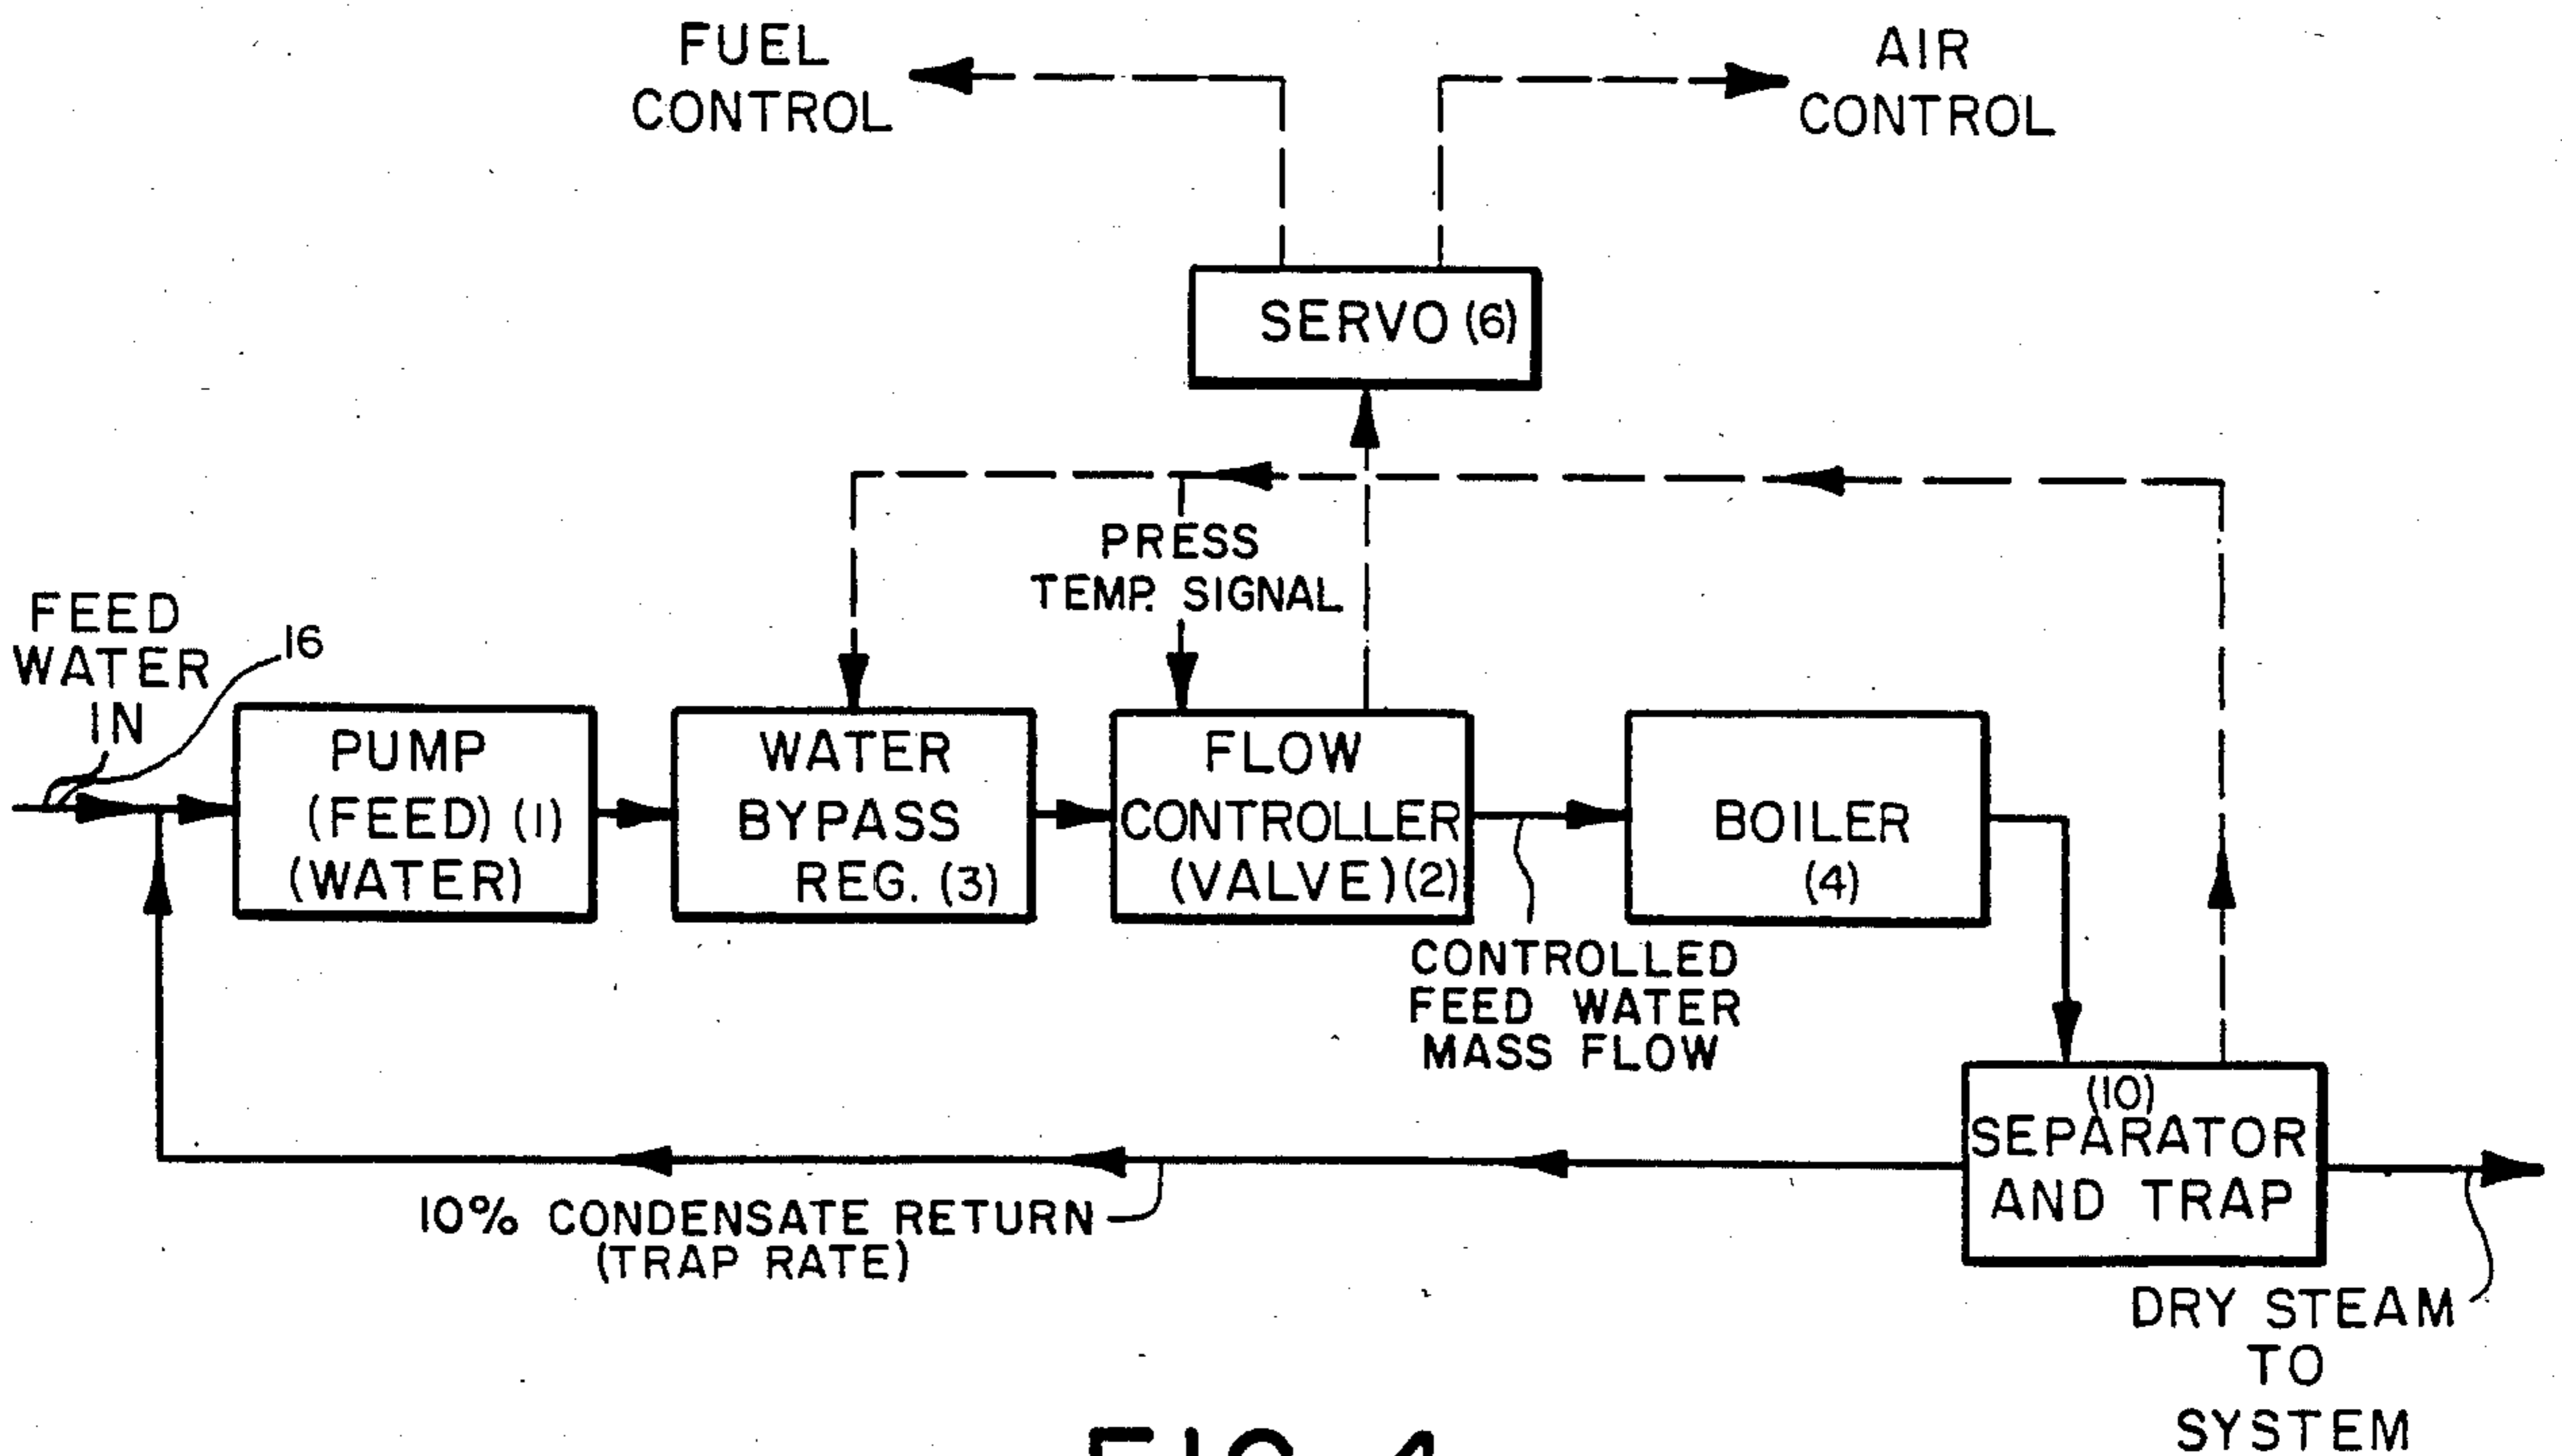 FUEL
CONTROL
AIR
CONTROL
SERVO (6)
PRESS
TEMP. SIGNAL
FEED
WATER
IN
16
PUMP
(FEED) (1)
(WATER)
WATER
BYPASS
REG. (3)
FLOW
CONTROLLER
(VALVE) (2)
BOILER
(4)
CONTROLLED
FEED WATER
MASS FLOW
(10)
SEPARATOR
AND TRAP
10% CONDENSATE RETURN
(TRAP RATE)
DRY STEAM
TO
SYSTEM